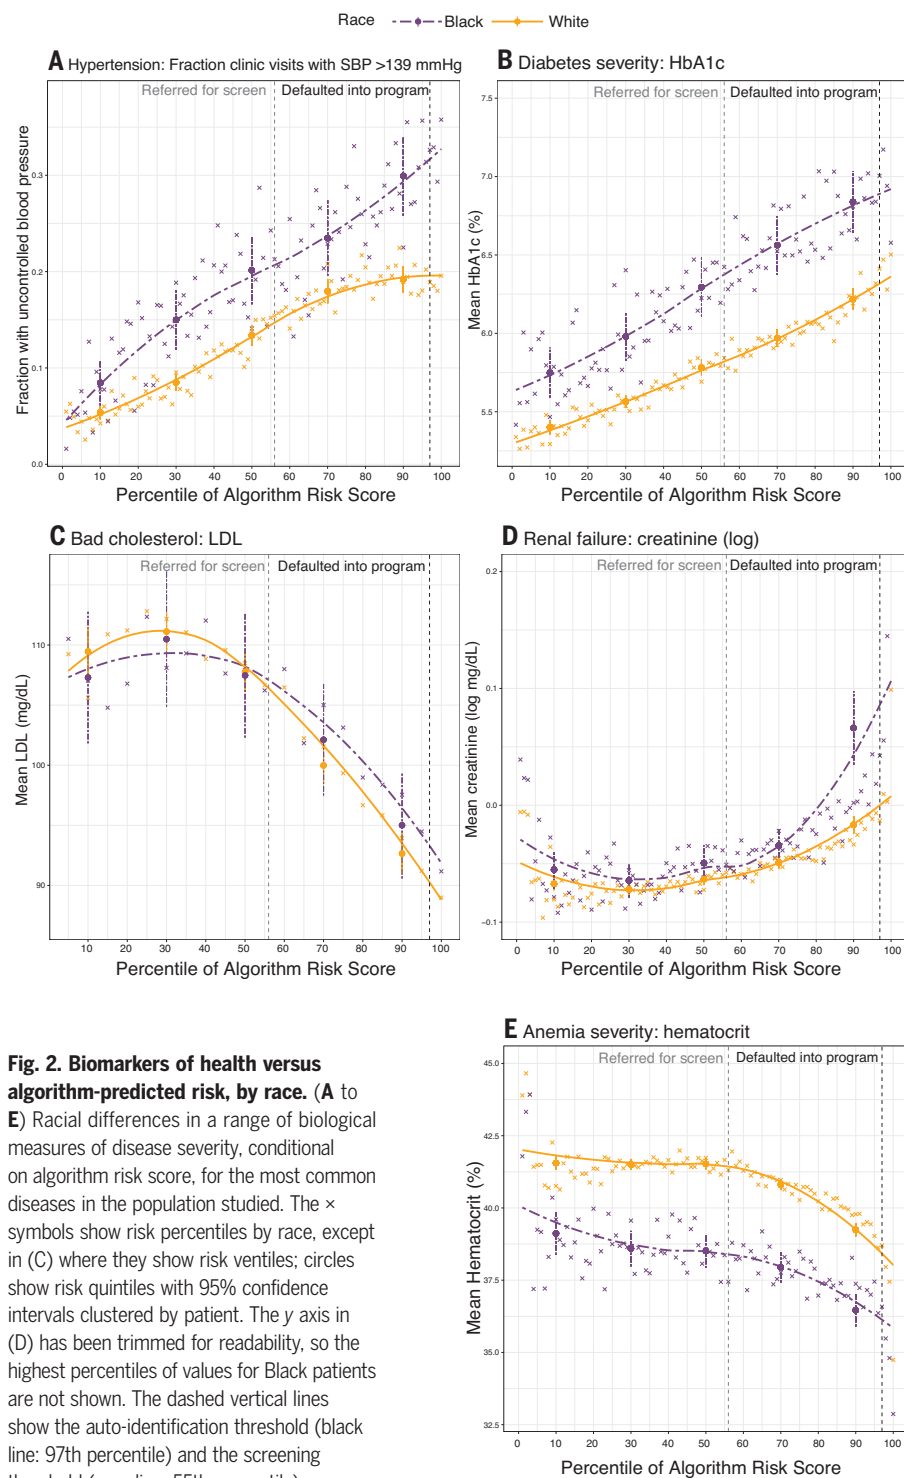 Race Black White
A Hypertension: Fraction clinic visits with SBP >139 mmHg
Referred for screen Defaulted into program
Fraction with uncontrolled blood pressure
0.3
0.2
0.1
0.0
0 10 20 30 40 50 60 70 80 90 100
Percentile of Algorithm Risk Score
B Diabetes severity: HbA1c
Referred for screen Defaulted into program
Mean HbA1c (%)
7.5
7.0
6.5
6.0
5.5
0 10 20 30 40 50 60 70 80 90 100
Percentile of Algorithm Risk Score
C Bad cholesterol: LDL
Referred for screen Defaulted into program
Mean LDL (mg/dL)
110
100
90
10 20 30 40 50 60 70 80 90 100
Percentile of Algorithm Risk Score
D Renal failure: creatinine (log)
Referred for screen Defaulted into program
Mean creatinine (log mg/dL)
0.2
0.1
0.0
−0.1
0 10 20 30 40 50 60 70 80 90 100
Percentile of Algorithm Risk Score
E Anemia severity: hematocrit
Referred for screen Defaulted into program
Mean Hematocrit (%)
45.0
42.5
40.0
37.5
35.0
32.5
0 10 20 30 40 50 60 70 80 90 100
Percentile of Algorithm Risk Score
Fig. 2. Biomarkers of health versus
algorithm-predicted risk, by race. (A to
E) Racial differences in a range of biological
measures of disease severity, conditional
on algorithm risk score, for the most common
diseases in the population studied. The ×
symbols show risk percentiles by race, except
in (C) where they show risk ventiles; circles
show risk quintiles with 95% confidence
intervals clustered by patient. The y axis in
(D) has been trimmed for readability, so the
highest percentiles of values for Black patients
are not shown. The dashed vertical lines
show the auto-identification threshold (black
line: 97th percentile) and the screening